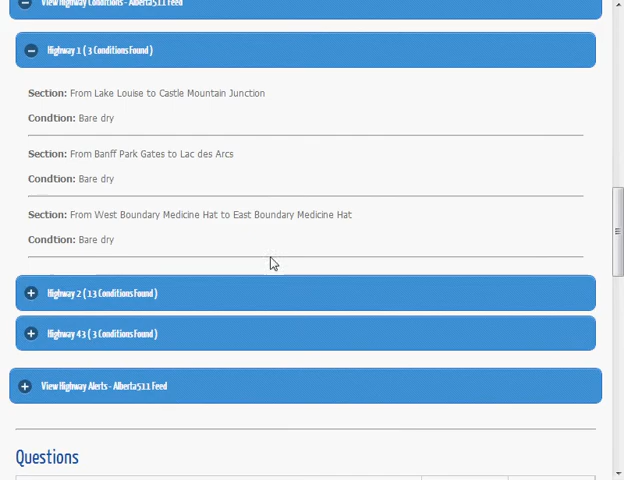 View Highway Conditions - Alberta511 Feed
Highway 1 ( 3 Conditions Found )
Section: From Lake Louise to Castle Mountain Junction
Condtion: Bare dry
Section: From Banff Park Gates to Lac des Arcs
Condtion: Bare dry
Section: From West Boundary Medicine Hat to East Boundary Medicine Hat
Condtion: Bare dry
Highway 2 ( 13 Conditions Found )
Highway 43 ( 3 Conditions Found )
View Highway Alerts - Alberta511 Feed
Questions